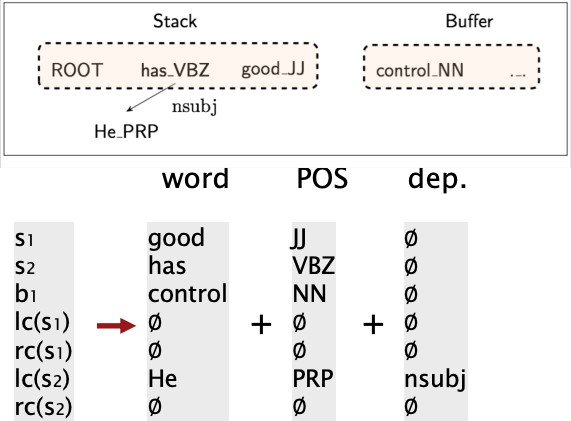 Stack Buffer
ROOT has_VBZ good_JJ control_NN ._.
nsubj
He_PRP
word POS dep.
s1 good JJ ∅
s2 has VBZ ∅
b1 control NN ∅
lc(s1) → ∅ + ∅ + ∅
rc(s1) ∅ ∅ ∅
lc(s2) He PRP nsubj
rc(s2) ∅ ∅ ∅